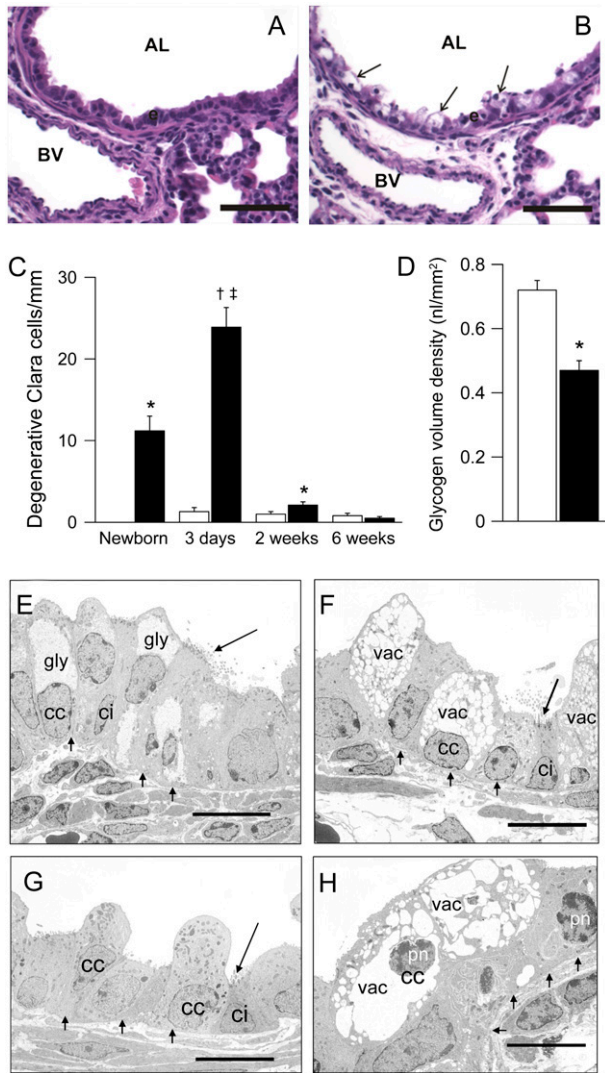 A
AL
e
BV
B
AL
e
BV
C
Degenerative Clara cells/mm
30
20
10
0
*
† ‡
*
Newborn 3 days 2 weeks 6 weeks
D
Glycogen volume density (nl/mm²)
0.8
0.6
0.4
0.2
0
*
E
gly
gly
cc
ci
F
vac
vac
vac
cc
ci
G
cc
cc
ci
H
vac
pn
pn
cc
vac